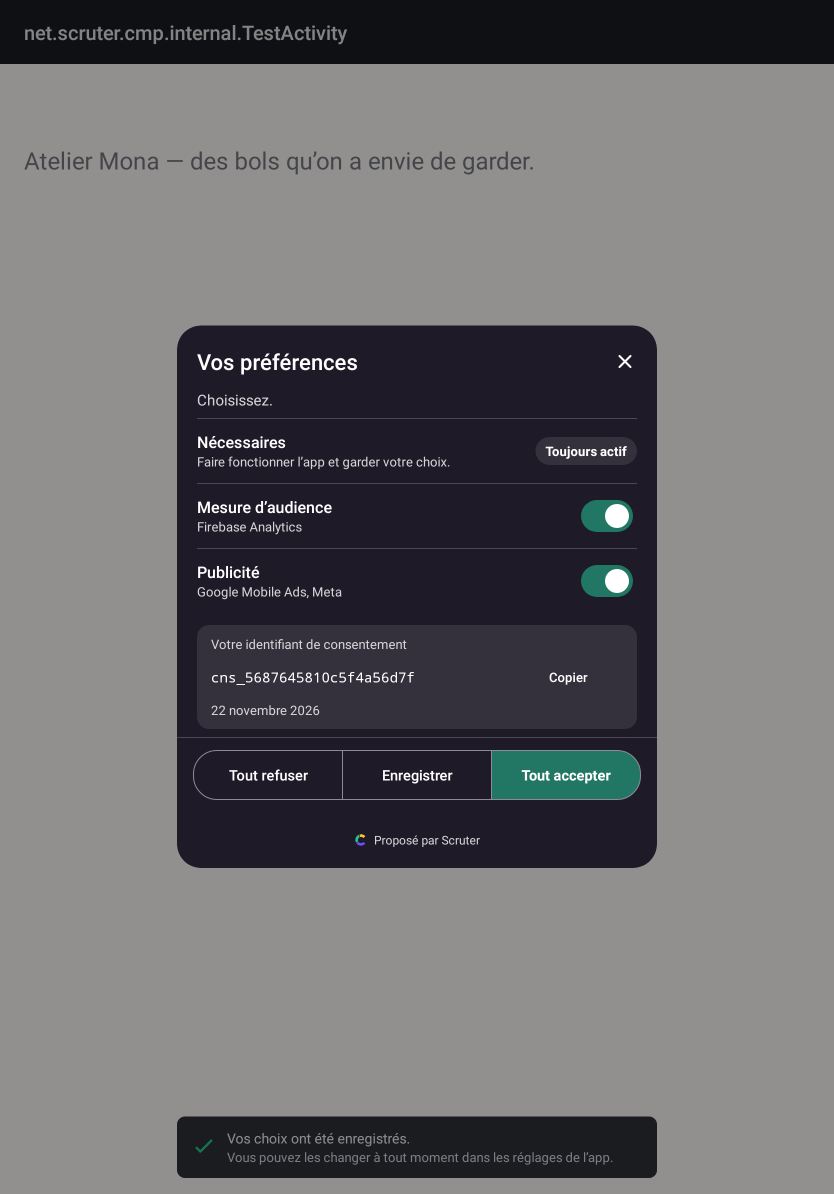 net.scruter.cmp.internal.TestActivity
Atelier Mona — des bols qu’on a envie de garder.
Vos préférences
Choisissez.
Nécessaires
Toujours actif
Faire fonctionner l’app et garder votre choix.
Mesure d’audience
Firebase Analytics
Publicité
Google Mobile Ads, Meta
Votre identifiant de consentement
cns_5687645810c5f4a56d7f
Copier
22 novembre 2026
Tout refuser
Enregistrer
Tout accepter
Proposé par Scruter
Vos choix ont été enregistrés.
Vous pouvez les changer à tout moment dans les réglages de l’app.